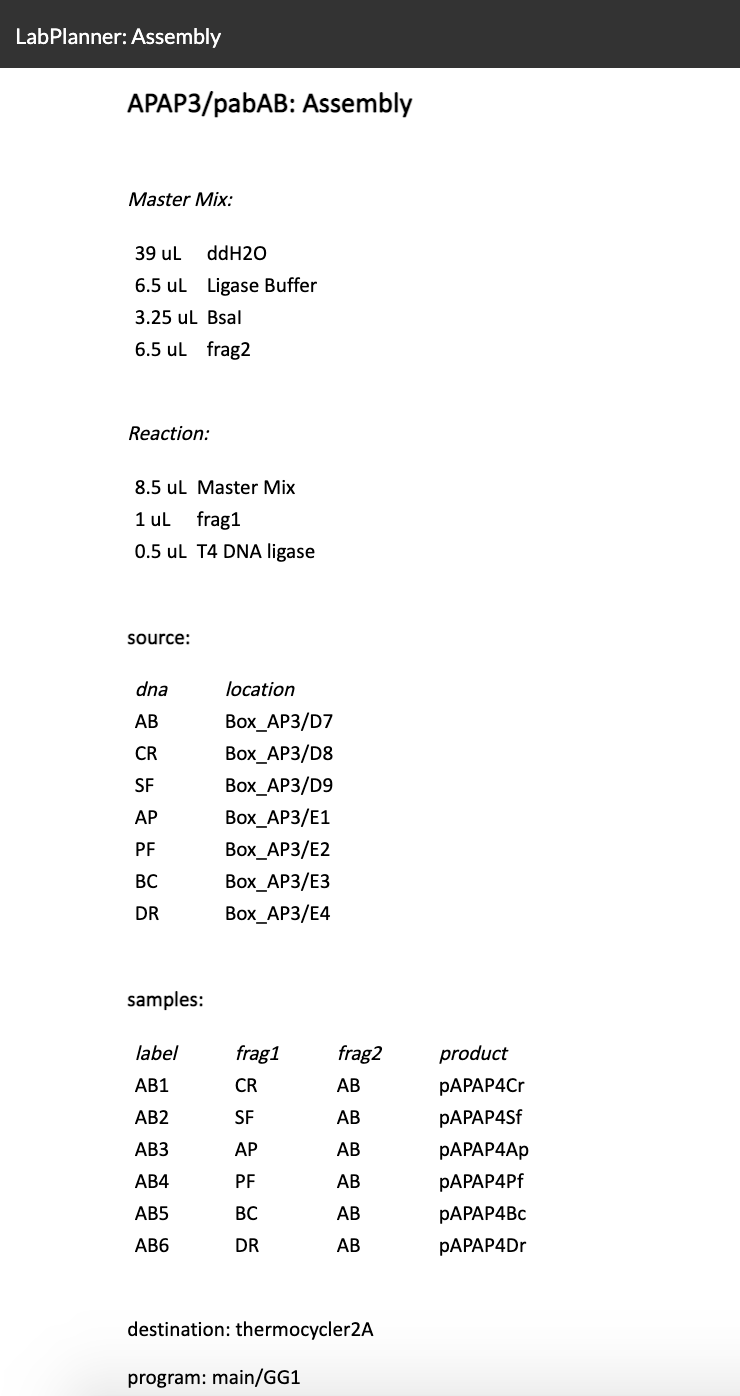 LabPlanner: Assembly
APAP3/pabAB: Assembly
Master Mix:
39 uL ddH2O
6.5 uL Ligase Buffer
3.25 uL BsaI
6.5 uL frag2
Reaction:
8.5 uL Master Mix
1 uL frag1
0.5 uL T4 DNA ligase
source:
dna location
AB Box_AP3/D7
CR Box_AP3/D8
SF Box_AP3/D9
AP Box_AP3/E1
PF Box_AP3/E2
BC Box_AP3/E3
DR Box_AP3/E4
samples:
label frag1 frag2 product
AB1 CR AB pAPAP4Cr
AB2 SF AB pAPAP4Sf
AB3 AP AB pAPAP4Ap
AB4 PF AB pAPAP4Pf
AB5 BC AB pAPAP4Bc
AB6 DR AB pAPAP4Dr
destination: thermocycler2A
program: main/GG1